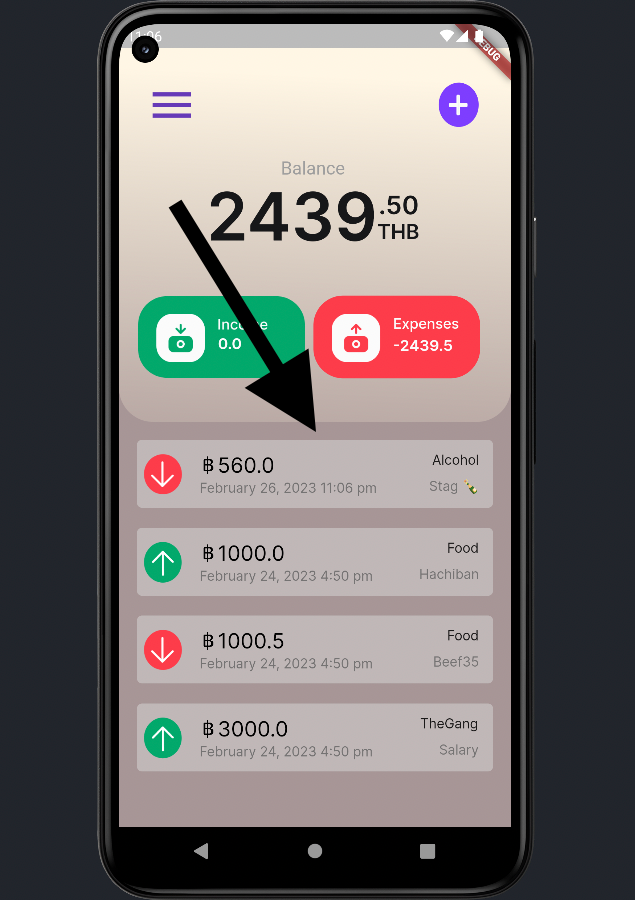 11:06
DEBUG
Balance
2439.50
THB
Income
0.0
Expenses
-2439.5
฿ 560.0
Alcohol
February 26, 2023 11:06 pm
Stag
฿ 1000.0
Food
February 24, 2023 4:50 pm
Hachiban
฿ 1000.5
Food
February 24, 2023 4:50 pm
Beef35
฿ 3000.0
TheGang
February 24, 2023 4:50 pm
Salary